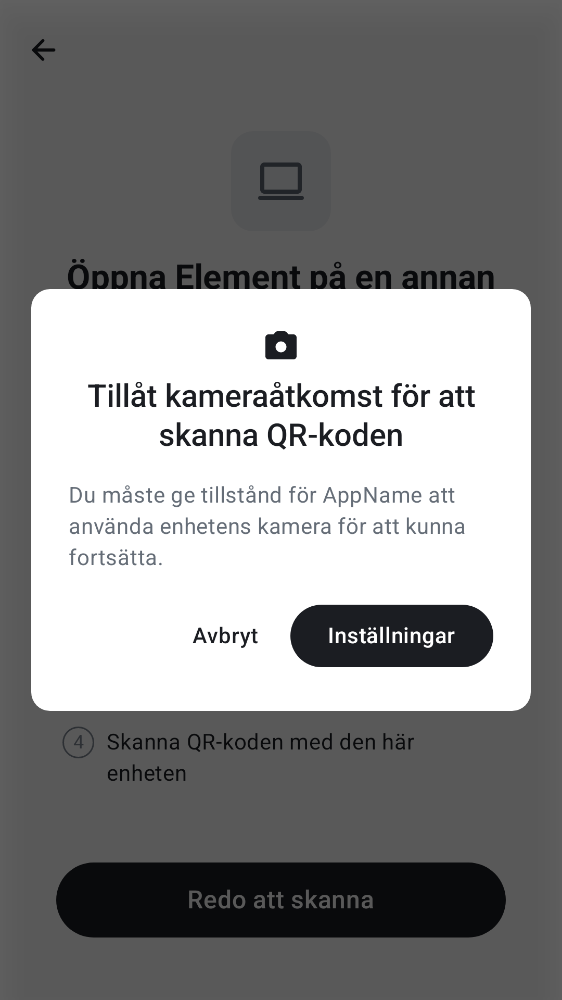 Öppna Element på en annan
Tillåt kameraåtkomst för att
skanna QR-koden
Du måste ge tillstånd för AppName att
använda enhetens kamera för att kunna
fortsätta.
Avbryt
Inställningar
4
Skanna QR-koden med den här
enheten
Redo att skanna